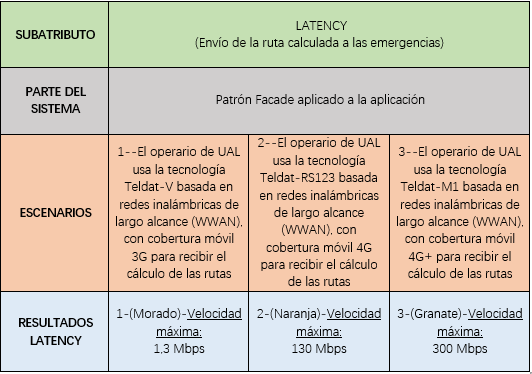 SUBATRIBUTO
LATENCY
(Envío de la ruta calculada a las emergencias)
PARTE DEL
SISTEMA
Patrón Facade aplicado a la aplicación
ESCENARIOS
1--El operario de UAL
usa la tecnología
Teldat-V basada en
redes inalámbricas de
largo alcance (WWAN),
con cobertura móvil
3G para recibir el
cálculo de las rutas
2--El operario de UAL
usa la tecnología
Teldat-RS123 basada
en redes inalámbricas
de largo alcance
(WWAN), con
cobertura móvil 4G
para recibir el cálculo
de las rutas
3--El operario de UAL
usa la tecnología
Teldat-M1 basada en
redes inalámbricas de
largo alcance (WWAN),
con cobertura móvil
4G+ para recibir el
cálculo de las rutas
RESULTADOS
LATENCY
1-(Morado)-Velocidad
máxima:
1,3 Mbps
2-(Naranja)-Velocidad
máxima:
130 Mbps
3-(Granate)-Velocidad
máxima:
300 Mbps